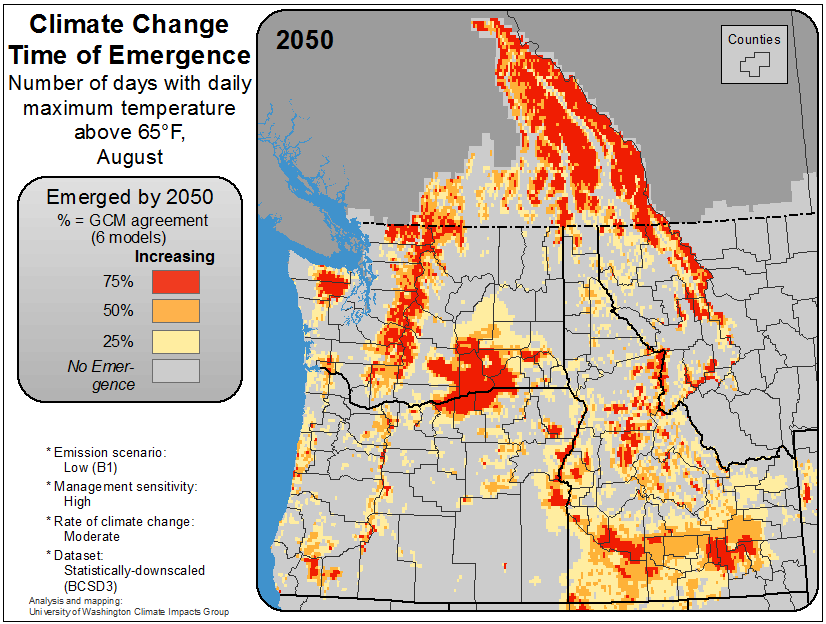 Climate Change
Time of Emergence
Number of days with daily
maximum temperature
above 65°F,
August
Emerged by 2050
% = GCM agreement
(6 models)
Increasing
75%
50%
25%
No Emer-
gence
* Emission scenario:
Low (B1)
* Management sensitivity:
High
* Rate of climate change:
Moderate
* Dataset:
Statistically-downscaled
(BCSD3)
Analysis and mapping:
University of Washington Climate Impacts Group
2050
Counties